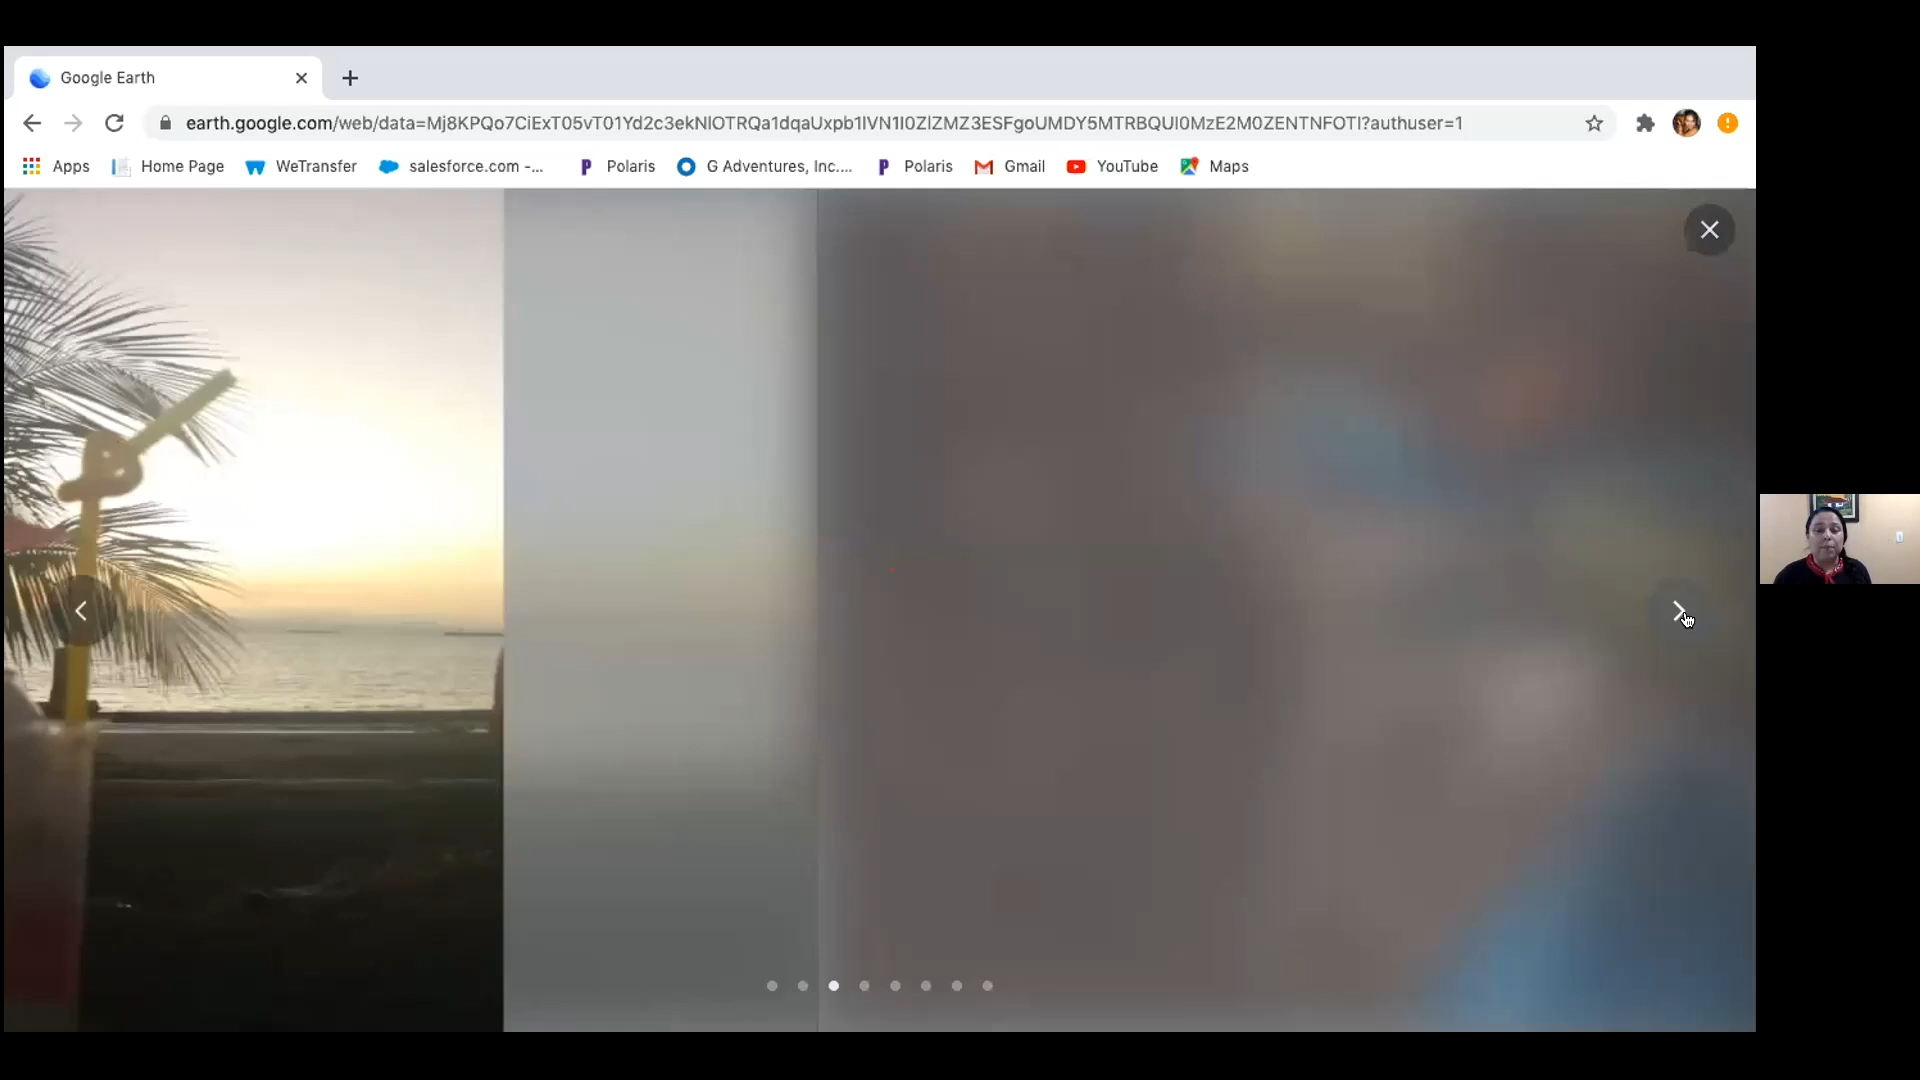 Google Earth
earth.google.com/web/data=Mj8KPQo7CiExT05vT01Yd2c3ekNlOTRQa1dqaUxpb1lVN1I0ZlZMZ3ESFgoUMDY5MTRBQUI0MzE2M0ZENTNFOTI?authuser=1
Apps Home Page WeTransfer salesforce.com -... Polaris G Adventures, Inc.... Polaris Gmail YouTube Maps